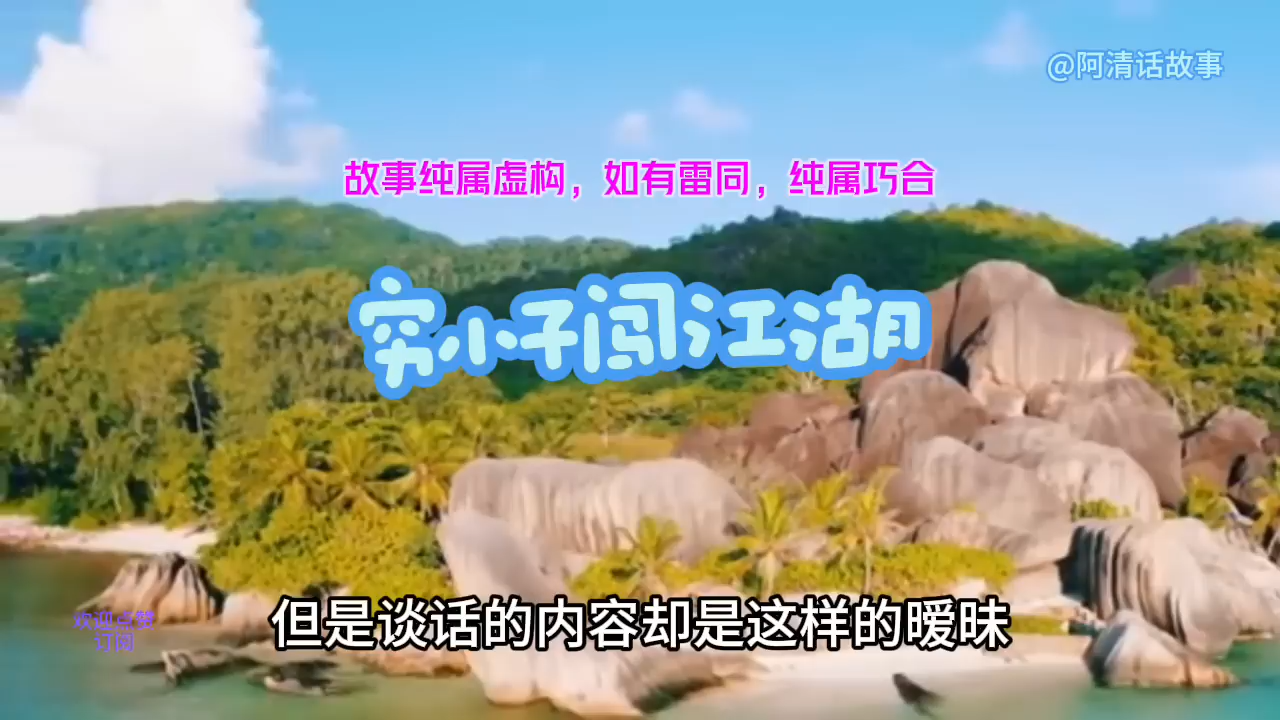 @阿清话故事
故事纯属虚构，如有雷同，纯属巧合
穷小子闯江湖
欢迎点赞
订阅
但是谈话的内容却是这样的暧昧